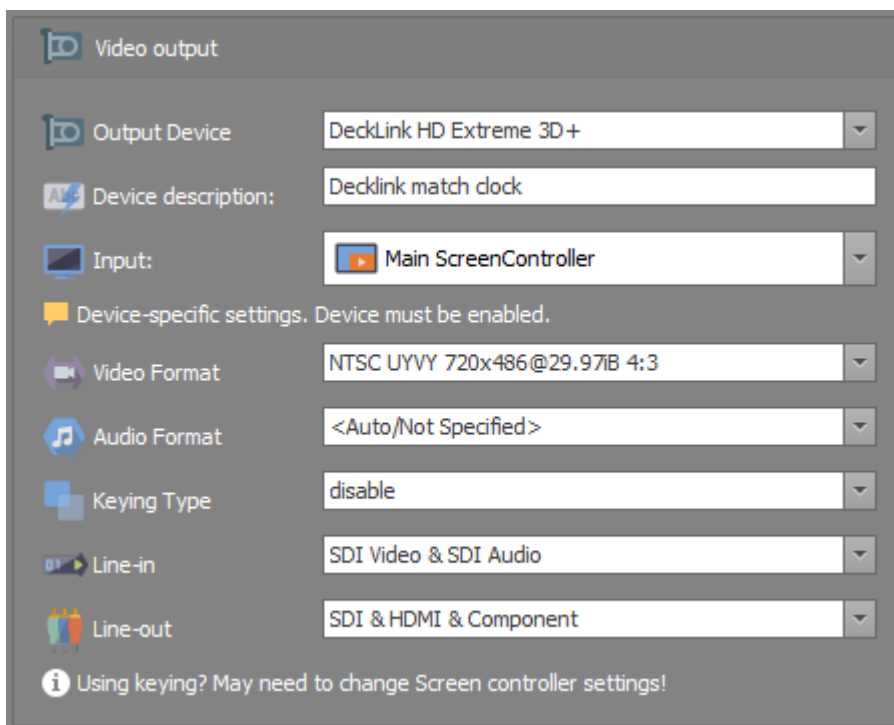 Video output
Output Device
DeckLink HD Extreme 3D+
Device description:
Decklink match clock
Input:
Main ScreenController
Device-specific settings. Device must be enabled.
Video Format
NTSC UYVY 720x486@29.97iB 4:3
Audio Format
<Auto/Not Specified>
Keying Type
disable
Line-in
SDI Video & SDI Audio
Line-out
SDI & HDMI & Component
Using keying? May need to change Screen controller settings!